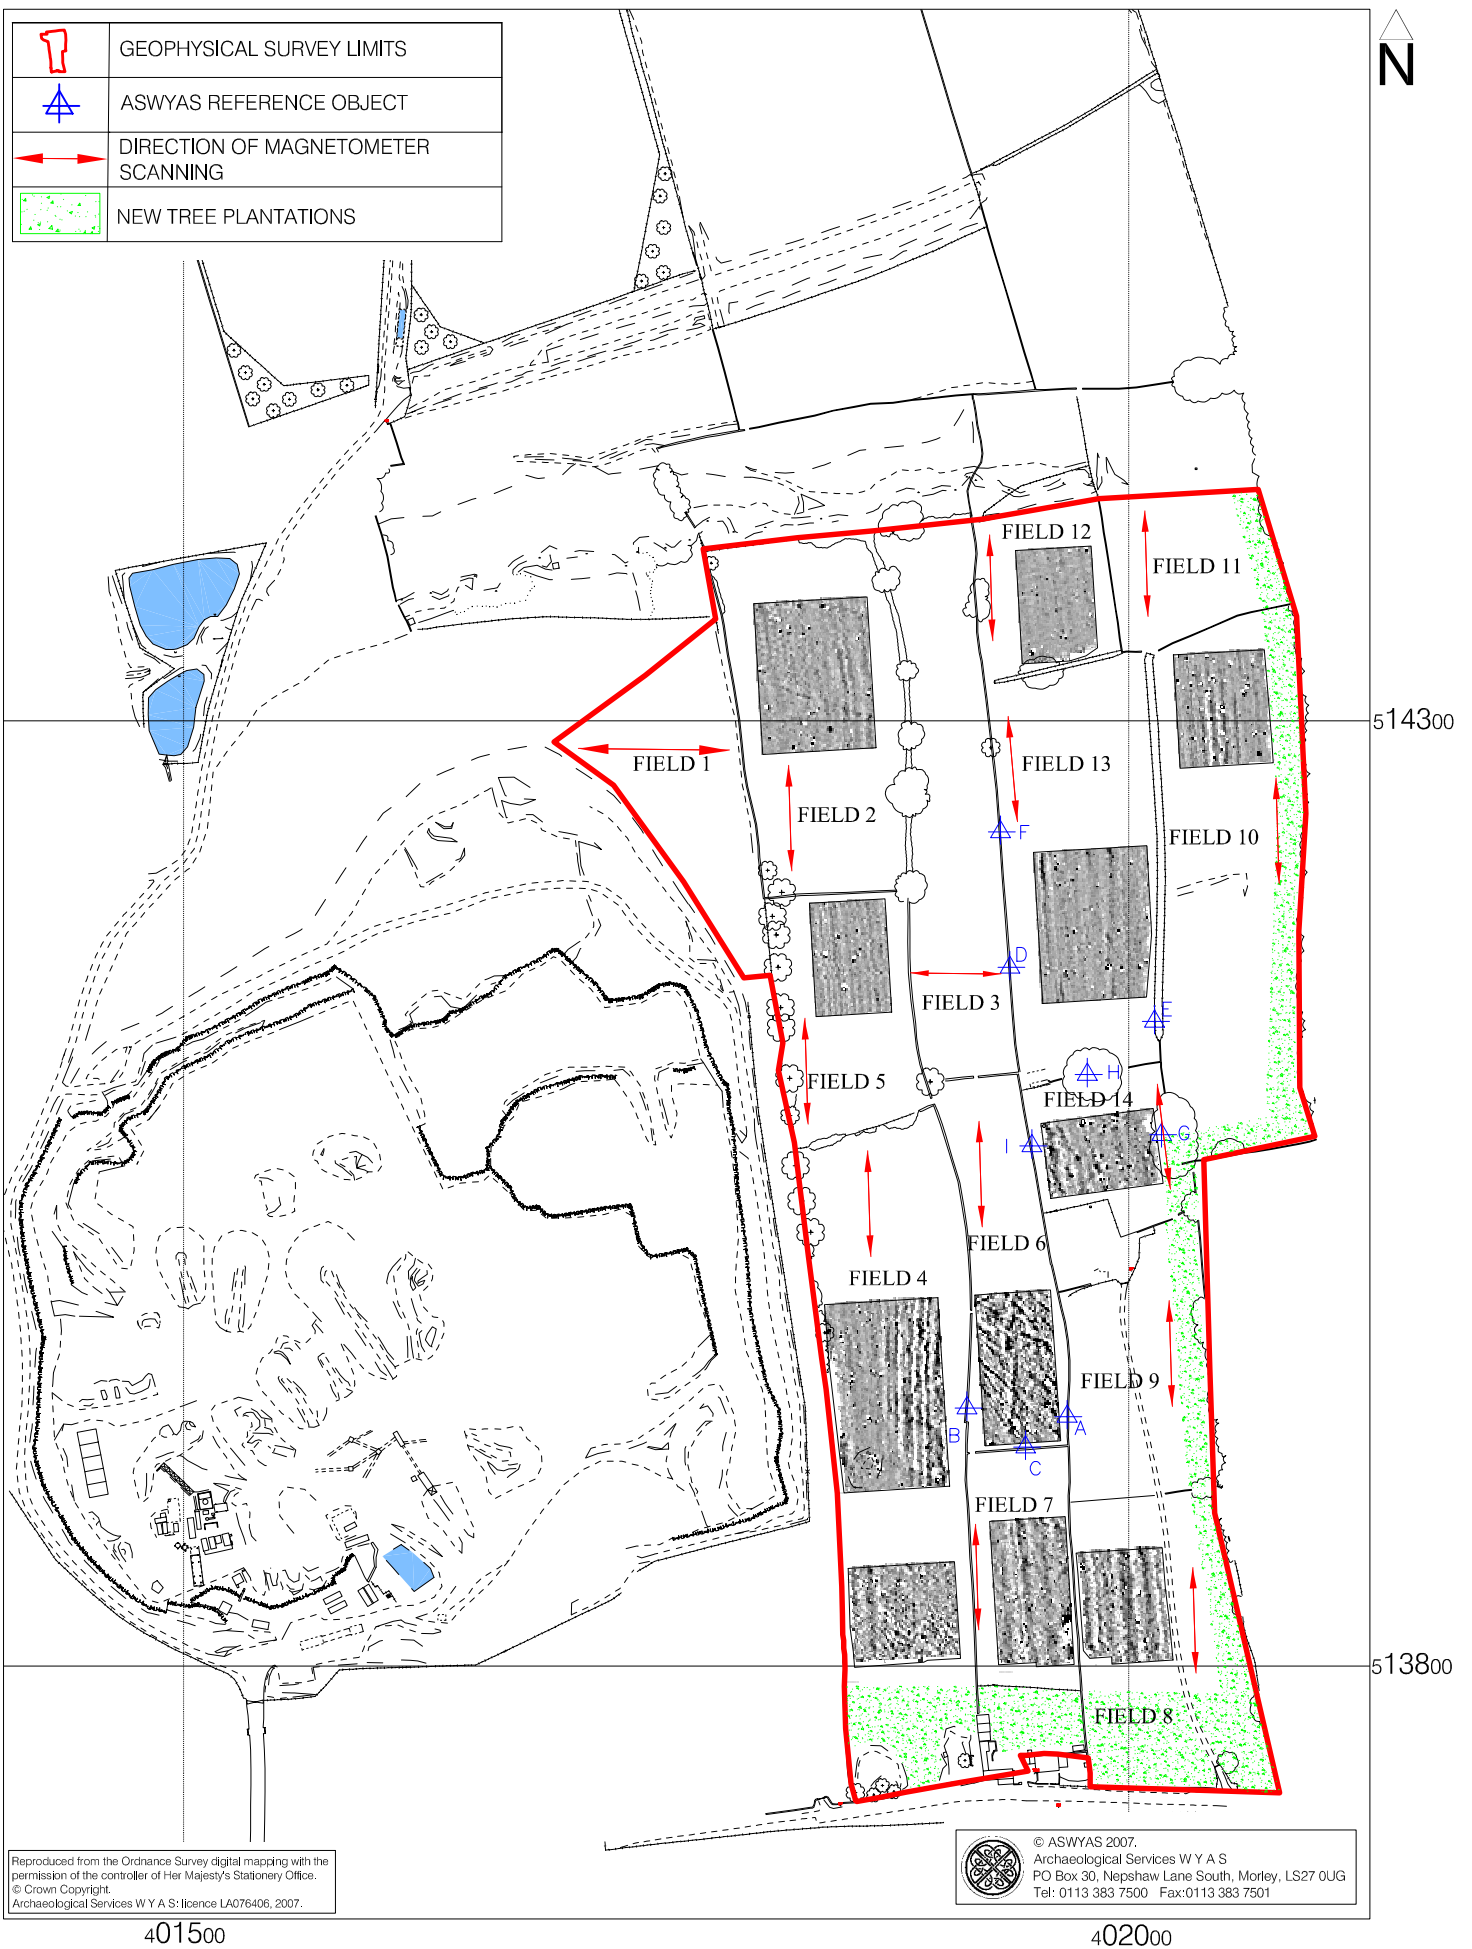 GEOPHYSICAL SURVEY LIMITS
ASWYAS REFERENCE OBJECT
DIRECTION OF MAGNETOMETER
SCANNING
NEW TREE PLANTATIONS
N
FIELD 12
FIELD 11
514300
FIELD 1
FIELD 13
FIELD 2
F
FIELD 10
D
FIELD 3
E
H
FIELD 5
FIELD 14
G
I
FIELD 6
FIELD 4
FIELD 9
A
B
C
FIELD 7
513800
FIELD 8
Reproduced from the Ordnance Survey digital mapping with the
permission of the controller of Her Majesty's Stationery Office.
© Crown Copyright.
Archaeological Services W Y A S: licence LA076406, 2007.
© ASWYAS 2007.
Archaeological Services W Y A S
PO Box 30, Nepshaw Lane South, Morley, LS27 0UG
Tel: 0113 383 7500 Fax:0113 383 7501
401500
402000